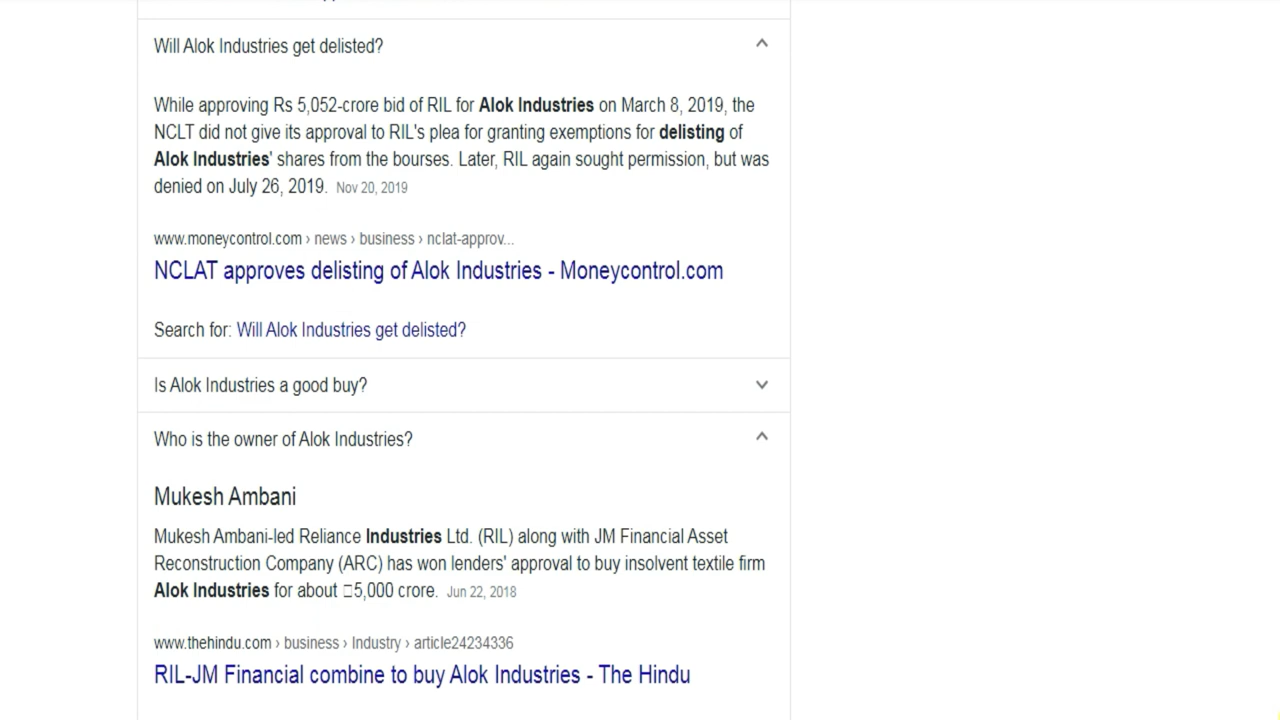 Will Alok Industries get delisted?
While approving Rs 5,052-crore bid of RIL for Alok Industries on March 8, 2019, the
NCLT did not give its approval to RIL's plea for granting exemptions for delisting of
Alok Industries' shares from the bourses. Later, RIL again sought permission, but was
denied on July 26, 2019. Nov 20, 2019
www.moneycontrol.com › news › business › nclat-approv...
NCLAT approves delisting of Alok Industries - Moneycontrol.com
Search for: Will Alok Industries get delisted?
Is Alok Industries a good buy?
Who is the owner of Alok Industries?
Mukesh Ambani
Mukesh Ambani-led Reliance Industries Ltd. (RIL) along with JM Financial Asset
Reconstruction Company (ARC) has won lenders' approval to buy insolvent textile firm
Alok Industries for about □5,000 crore. Jun 22, 2018
www.thehindu.com › business › Industry › article24234336
RIL-JM Financial combine to buy Alok Industries - The Hindu